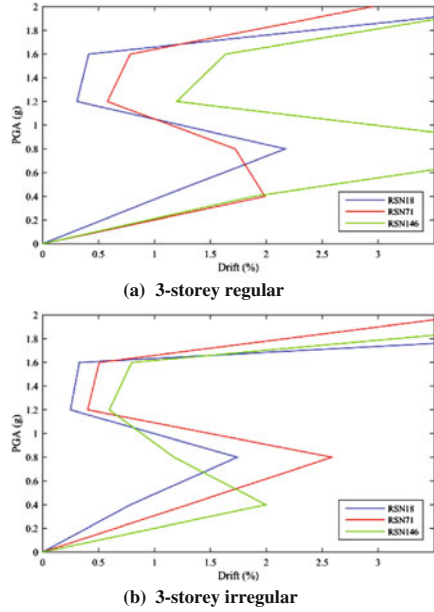 2
1.8
1.6
1.4
1.2
1
0.8
0.6
0.4
0.2
0
PGA (g)
RSN18
RSN71
RSN146
0 0.5 1 1.5 2 2.5 3
Drift (%)
(a) 3-storey regular
2
1.8
1.6
1.4
1.2
1
0.8
0.6
0.4
0.2
0
PGA (g)
RSN18
RSN71
RSN146
0 0.5 1 1.5 2 2.5 3
Drift (%)
(b) 3-storey irregular